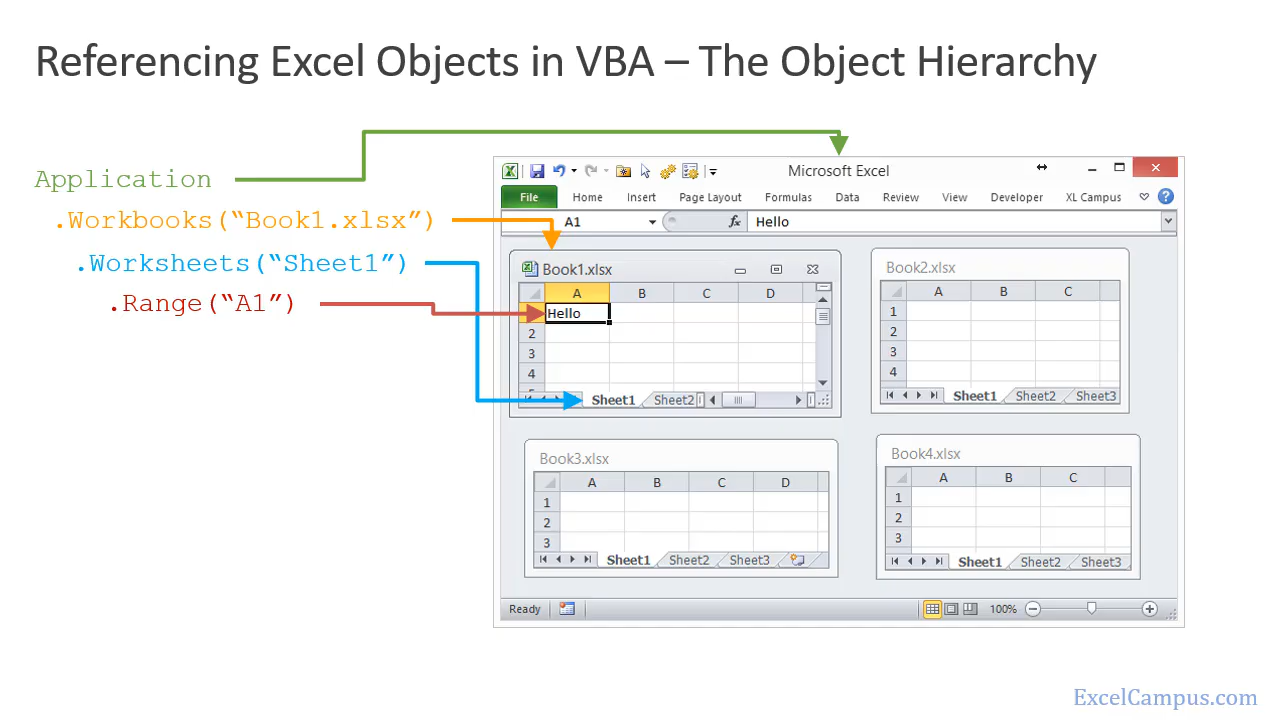 Referencing Excel Objects in VBA – The Object Hierarchy
Application
.Workbooks(“Book1.xlsx”)
.Worksheets(“Sheet1”)
.Range(“A1”)
Microsoft Excel
File Home Insert Page Layout Formulas Data Review View Developer XL Campus
A1 fx Hello
Book1.xlsx
A B C D
Hello
2
3
4
Sheet1 Sheet2
Book2.xlsx
A B C
1
2
3
4
Sheet1 Sheet2 Sheet3
Book3.xlsx
A B C D
1
2
3
Sheet1 Sheet2 Sheet3
Book4.xlsx
A B C
1
2
3
Sheet1 Sheet2 Sheet3
Ready 100%
ExcelCampus.com